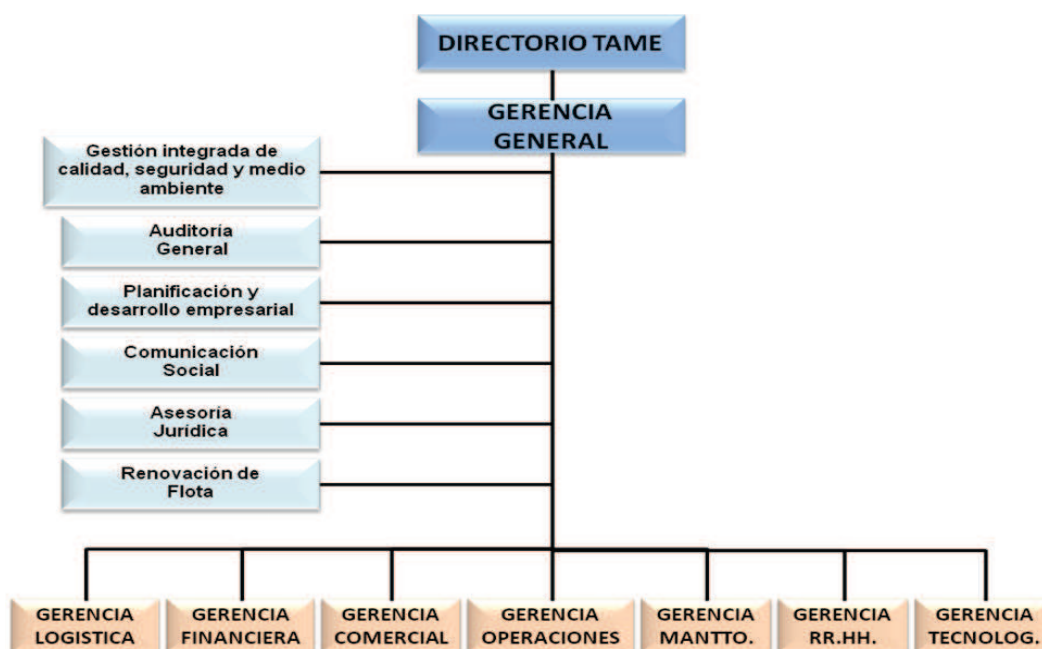 DIRECTORIO TAME
GERENCIA
GENERAL
Gestión integrada de
calidad, seguridad y medio
ambiente
Auditoría
General
Planificación y
desarrollo empresarial
Comunicación
Social
Asesoría
Jurídica
Renovación de
Flota
GERENCIA
LOGISTICA
GERENCIA
FINANCIERA
GERENCIA
COMERCIAL
GERENCIA
OPERACIONES
GERENCIA
MANTTO.
GERENCIA
RR.HH.
GERENCIA
TECNOLOG.